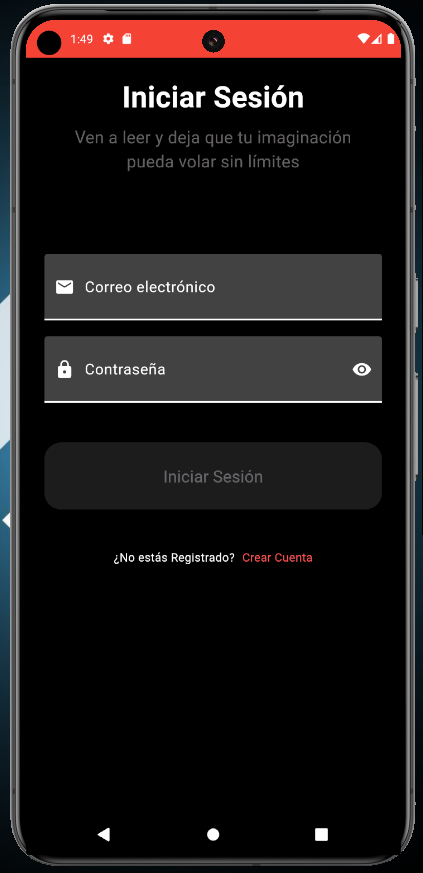 1:49
Iniciar Sesión
Ven a leer y deja que tu imaginación
pueda volar sin límites
Correo electrónico
Contraseña
Iniciar Sesión
¿No estás Registrado? Crear Cuenta